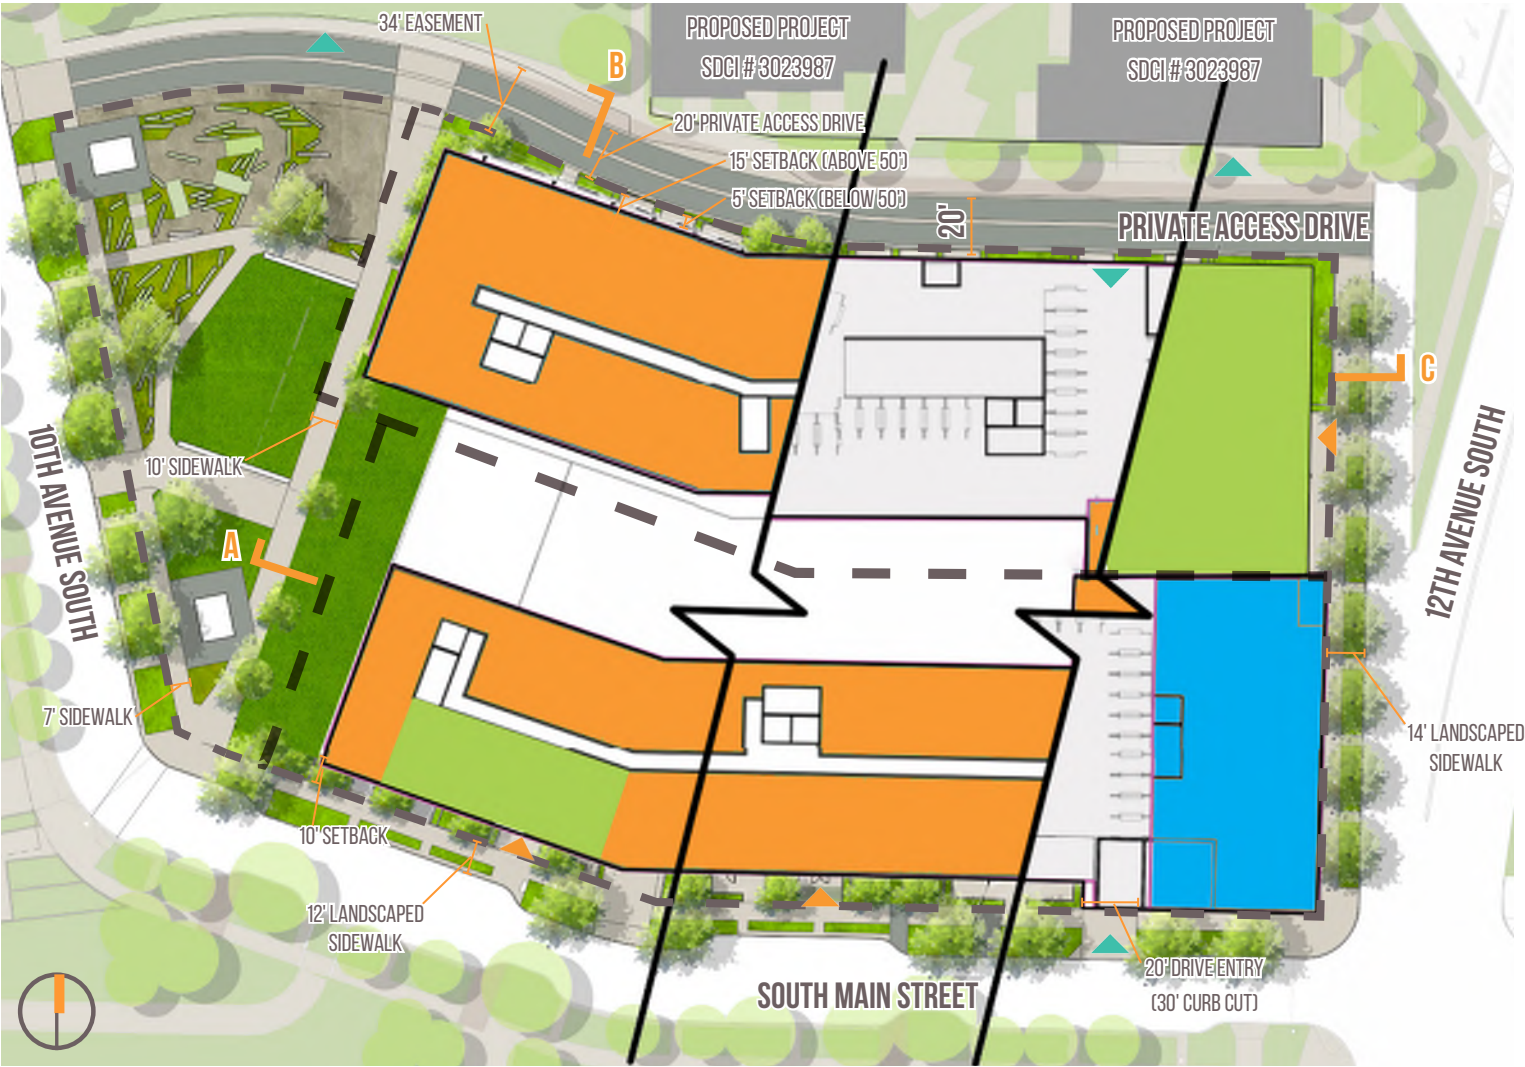 34' EASEMENT
PROPOSED PROJECT
SDCI # 3023987
PROPOSED PROJECT
SDCI # 3023987
B
20' PRIVATE ACCESS DRIVE
15' SETBACK (ABOVE 50')
5' SETBACK (BELOW 50')
20'
PRIVATE ACCESS DRIVE
C
10TH AVENUE SOUTH
10' SIDEWALK
12TH AVENUE SOUTH
A
7' SIDEWALK
14' LANDSCAPED
SIDEWALK
10' SETBACK
12' LANDSCAPED
SIDEWALK
SOUTH MAIN STREET
20' DRIVE ENTRY
(30' CURB CUT)